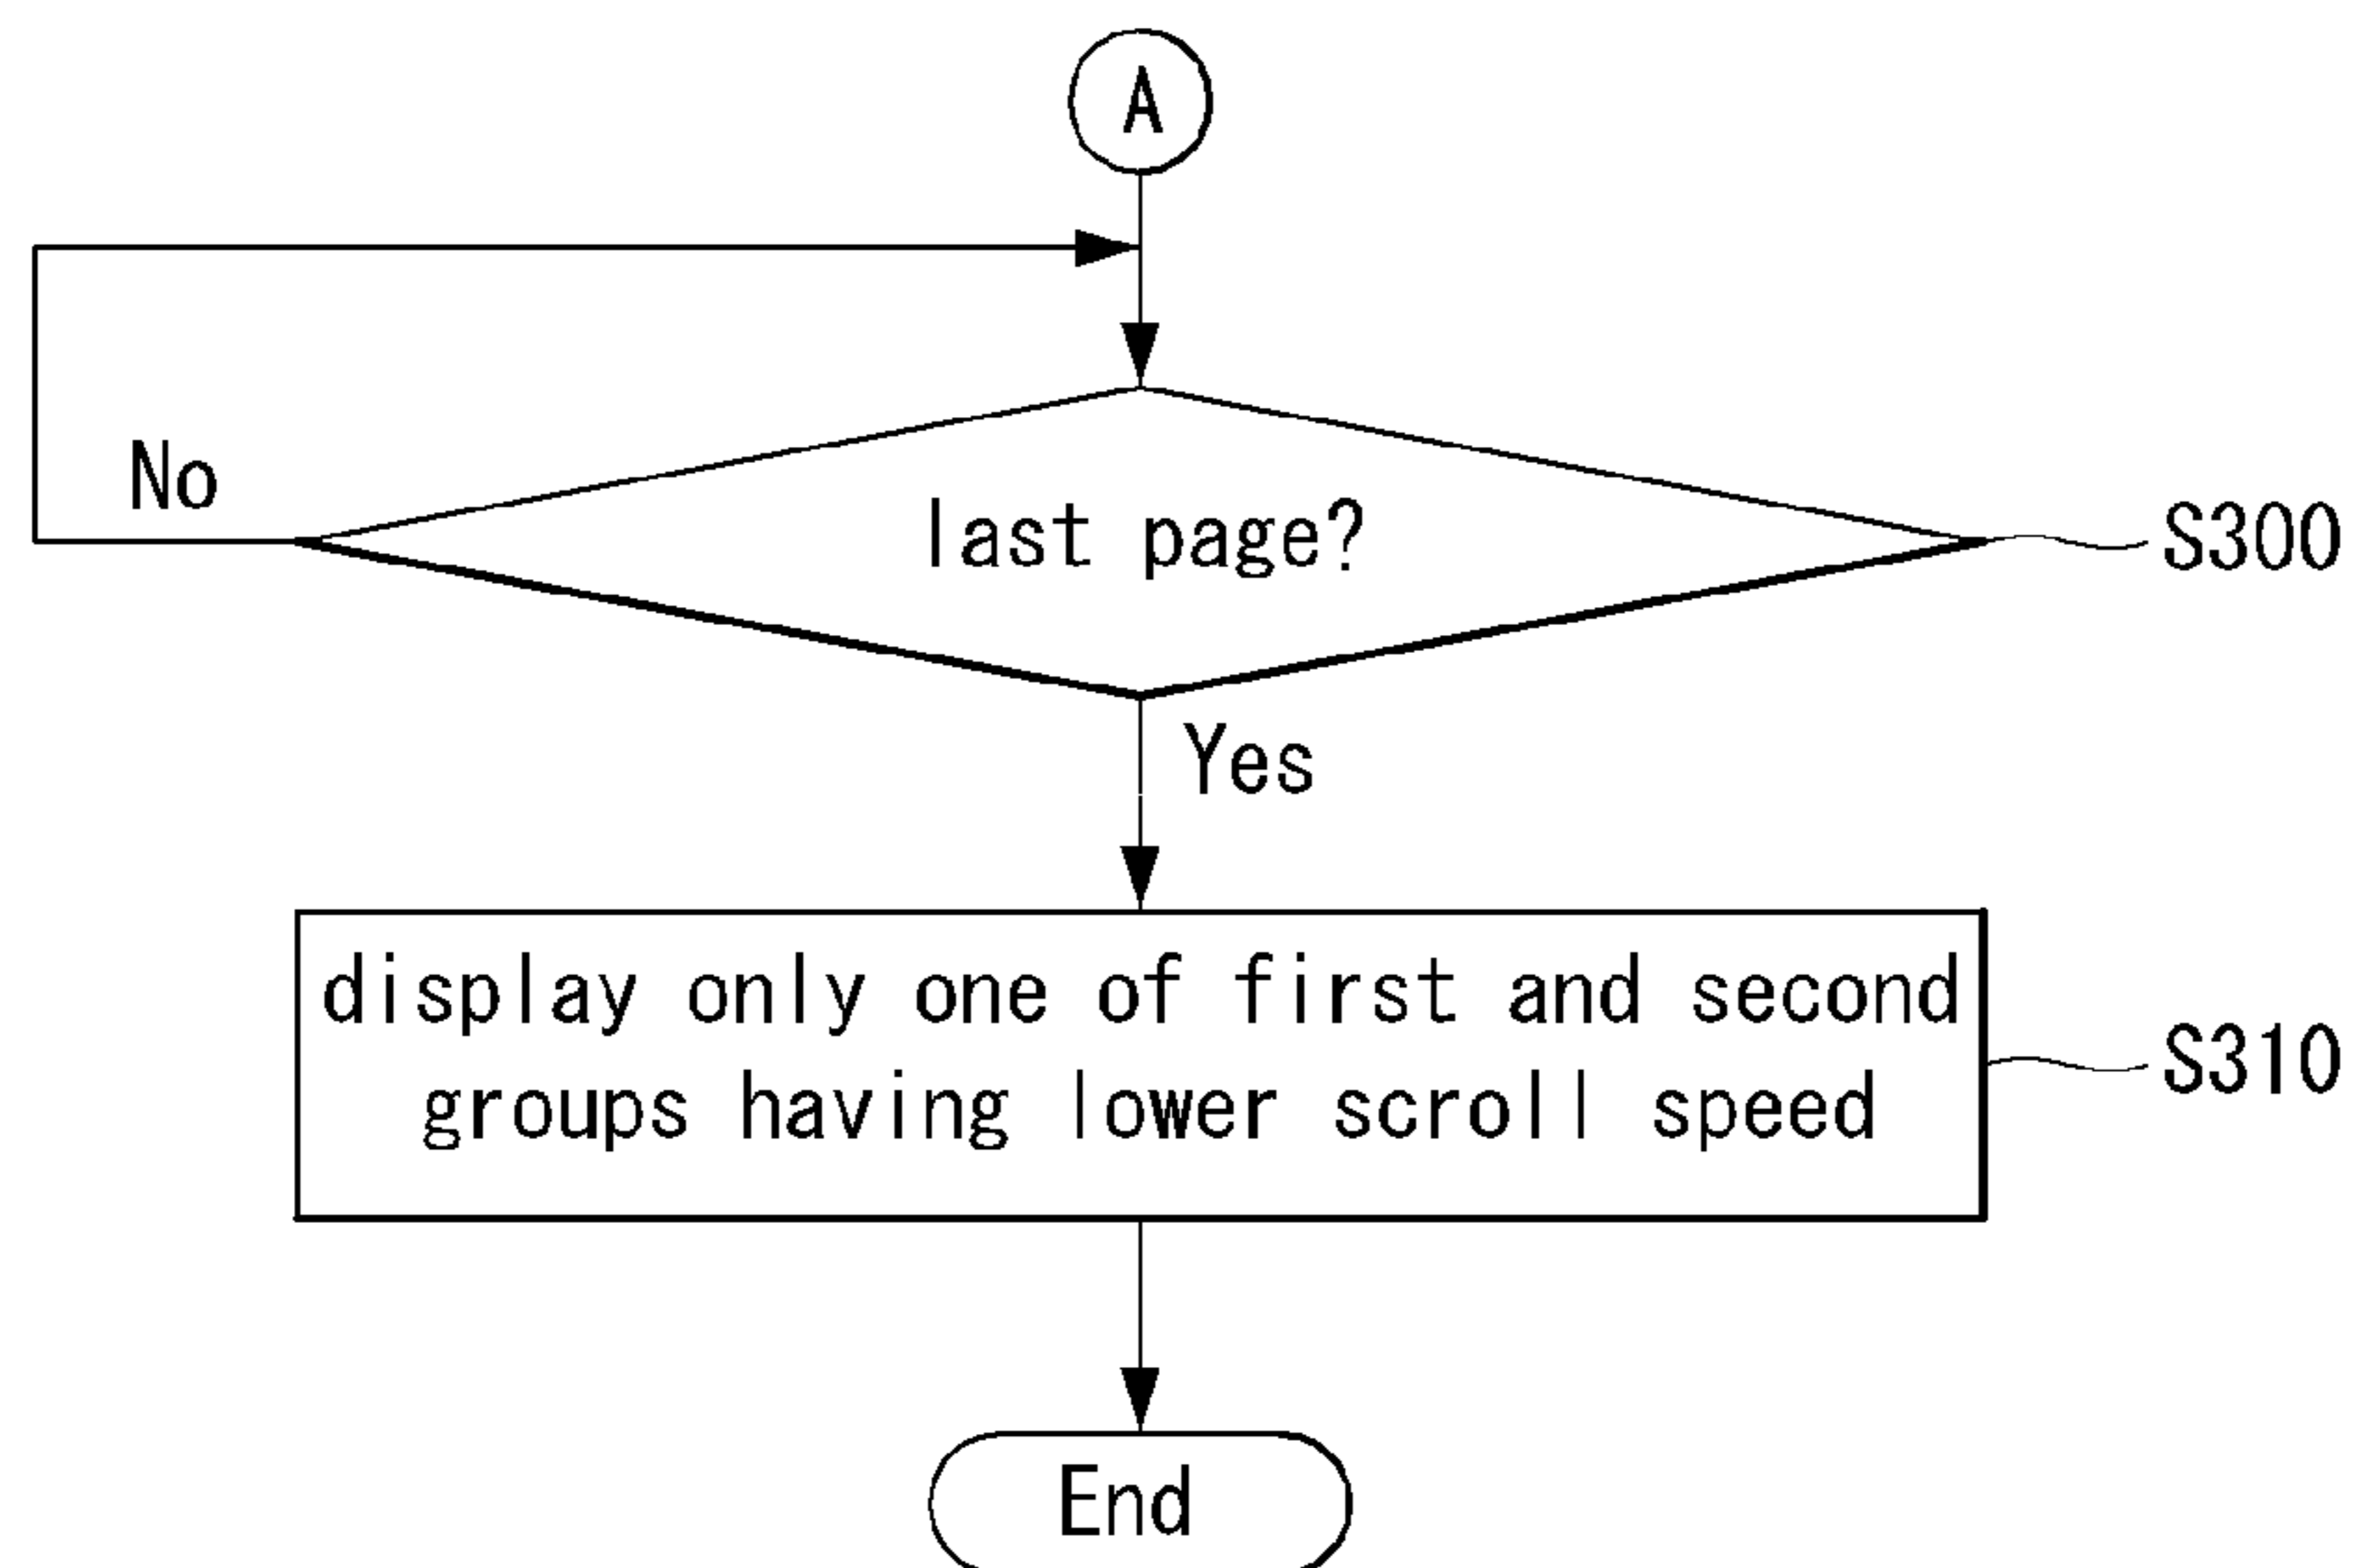 A
No
last page?
S300
Yes
display only one of first and second
groups having lower scroll speed
S310
End